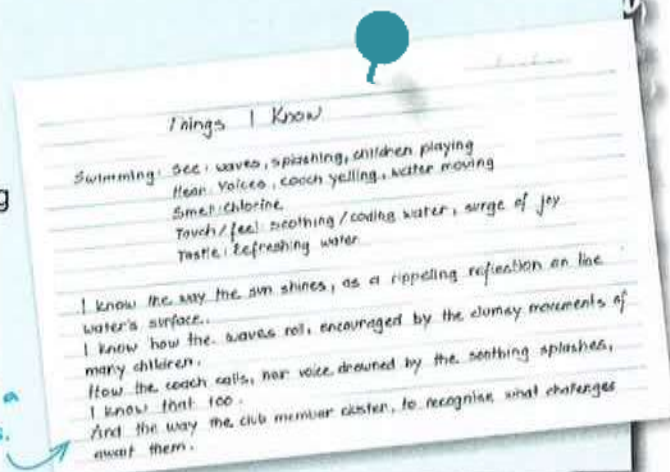 Things I Know
Swimming: See: waves, splashing, children playing
Hear: Voices, coach yelling, water moving
Smell: Chlorine
Touch/feel: soothing/cooling water, surge of joy
Taste: Refreshing water
I know the way the sun shines, as a rippeling reflection on the
water's surface.
I know how the waves roll, encouraged by the clumsy movements of
many children.
How the coach calls, her voice drowned by the soothing splashes,
I know that too.
And the way the club member cluster, to recognise what challenges
await them.
g
a
s.